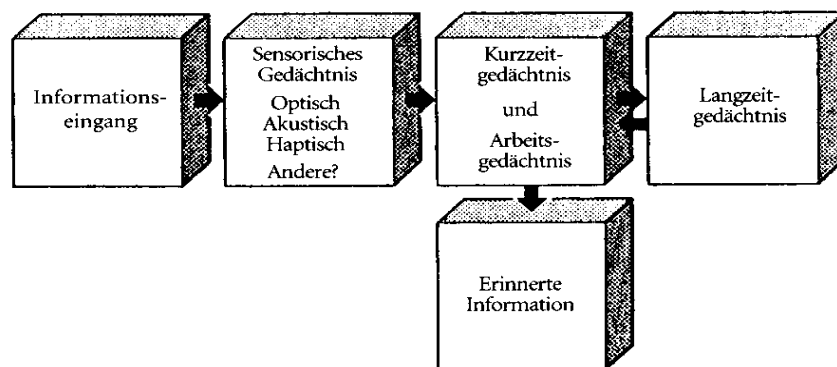 Informations-
eingang
Sensorisches
Gedächtnis
Optisch
Akustisch
Haptisch
Andere?
Kurzzeit-
gedächtnis
und
Arbeits-
gedächtnis
Langzeit-
gedächtnis
Erinnerte
Information